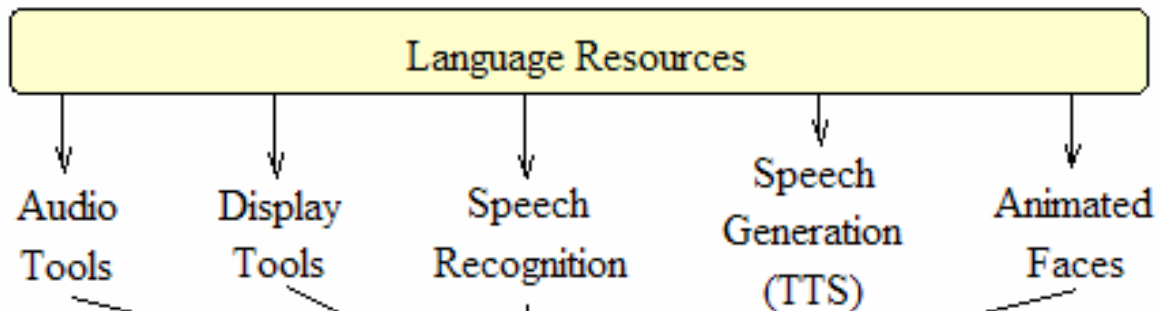 Language Resources
Audio
Tools
Display
Tools
Speech
Recognition
Speech
Generation
(TTS)
Animated
Faces